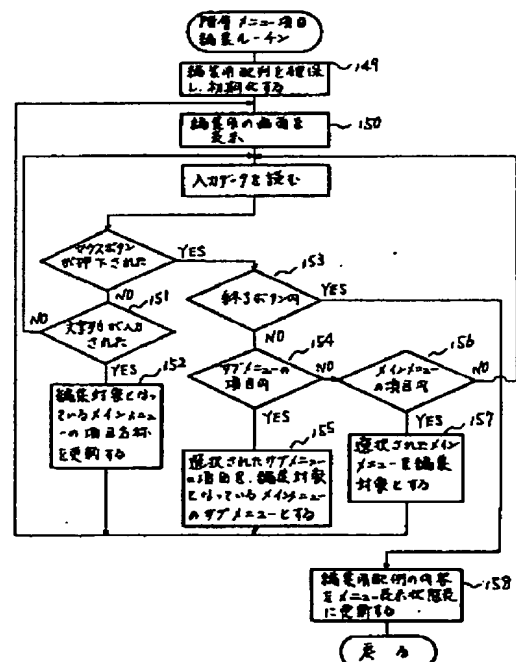 階層メニュー項目
編集ルーチン
149
編集用配列を確保
し、初期化する
150
編集用の画面を
表示
入力データを読む
マウスボタン
が押下された
YES
NO
153
終了ボタン内
YES
NO
151
文字列が入力
された
NO
YES
154
サブメニューの
項目内
NO
YES
156
メインメニュー
の項目内
NO
YES
152
編集対象となっ
ているメインメニュ
ーの項目名称
を更新する
155
選択されたサブメニュー
の項目を、編集対象
となっているメインメニュー
のサブメニューとする
157
選択されたメイン
メニューを編集
対象とする
158
編集用配列の内容
をメニュー表示状態表
に更新する
戻る